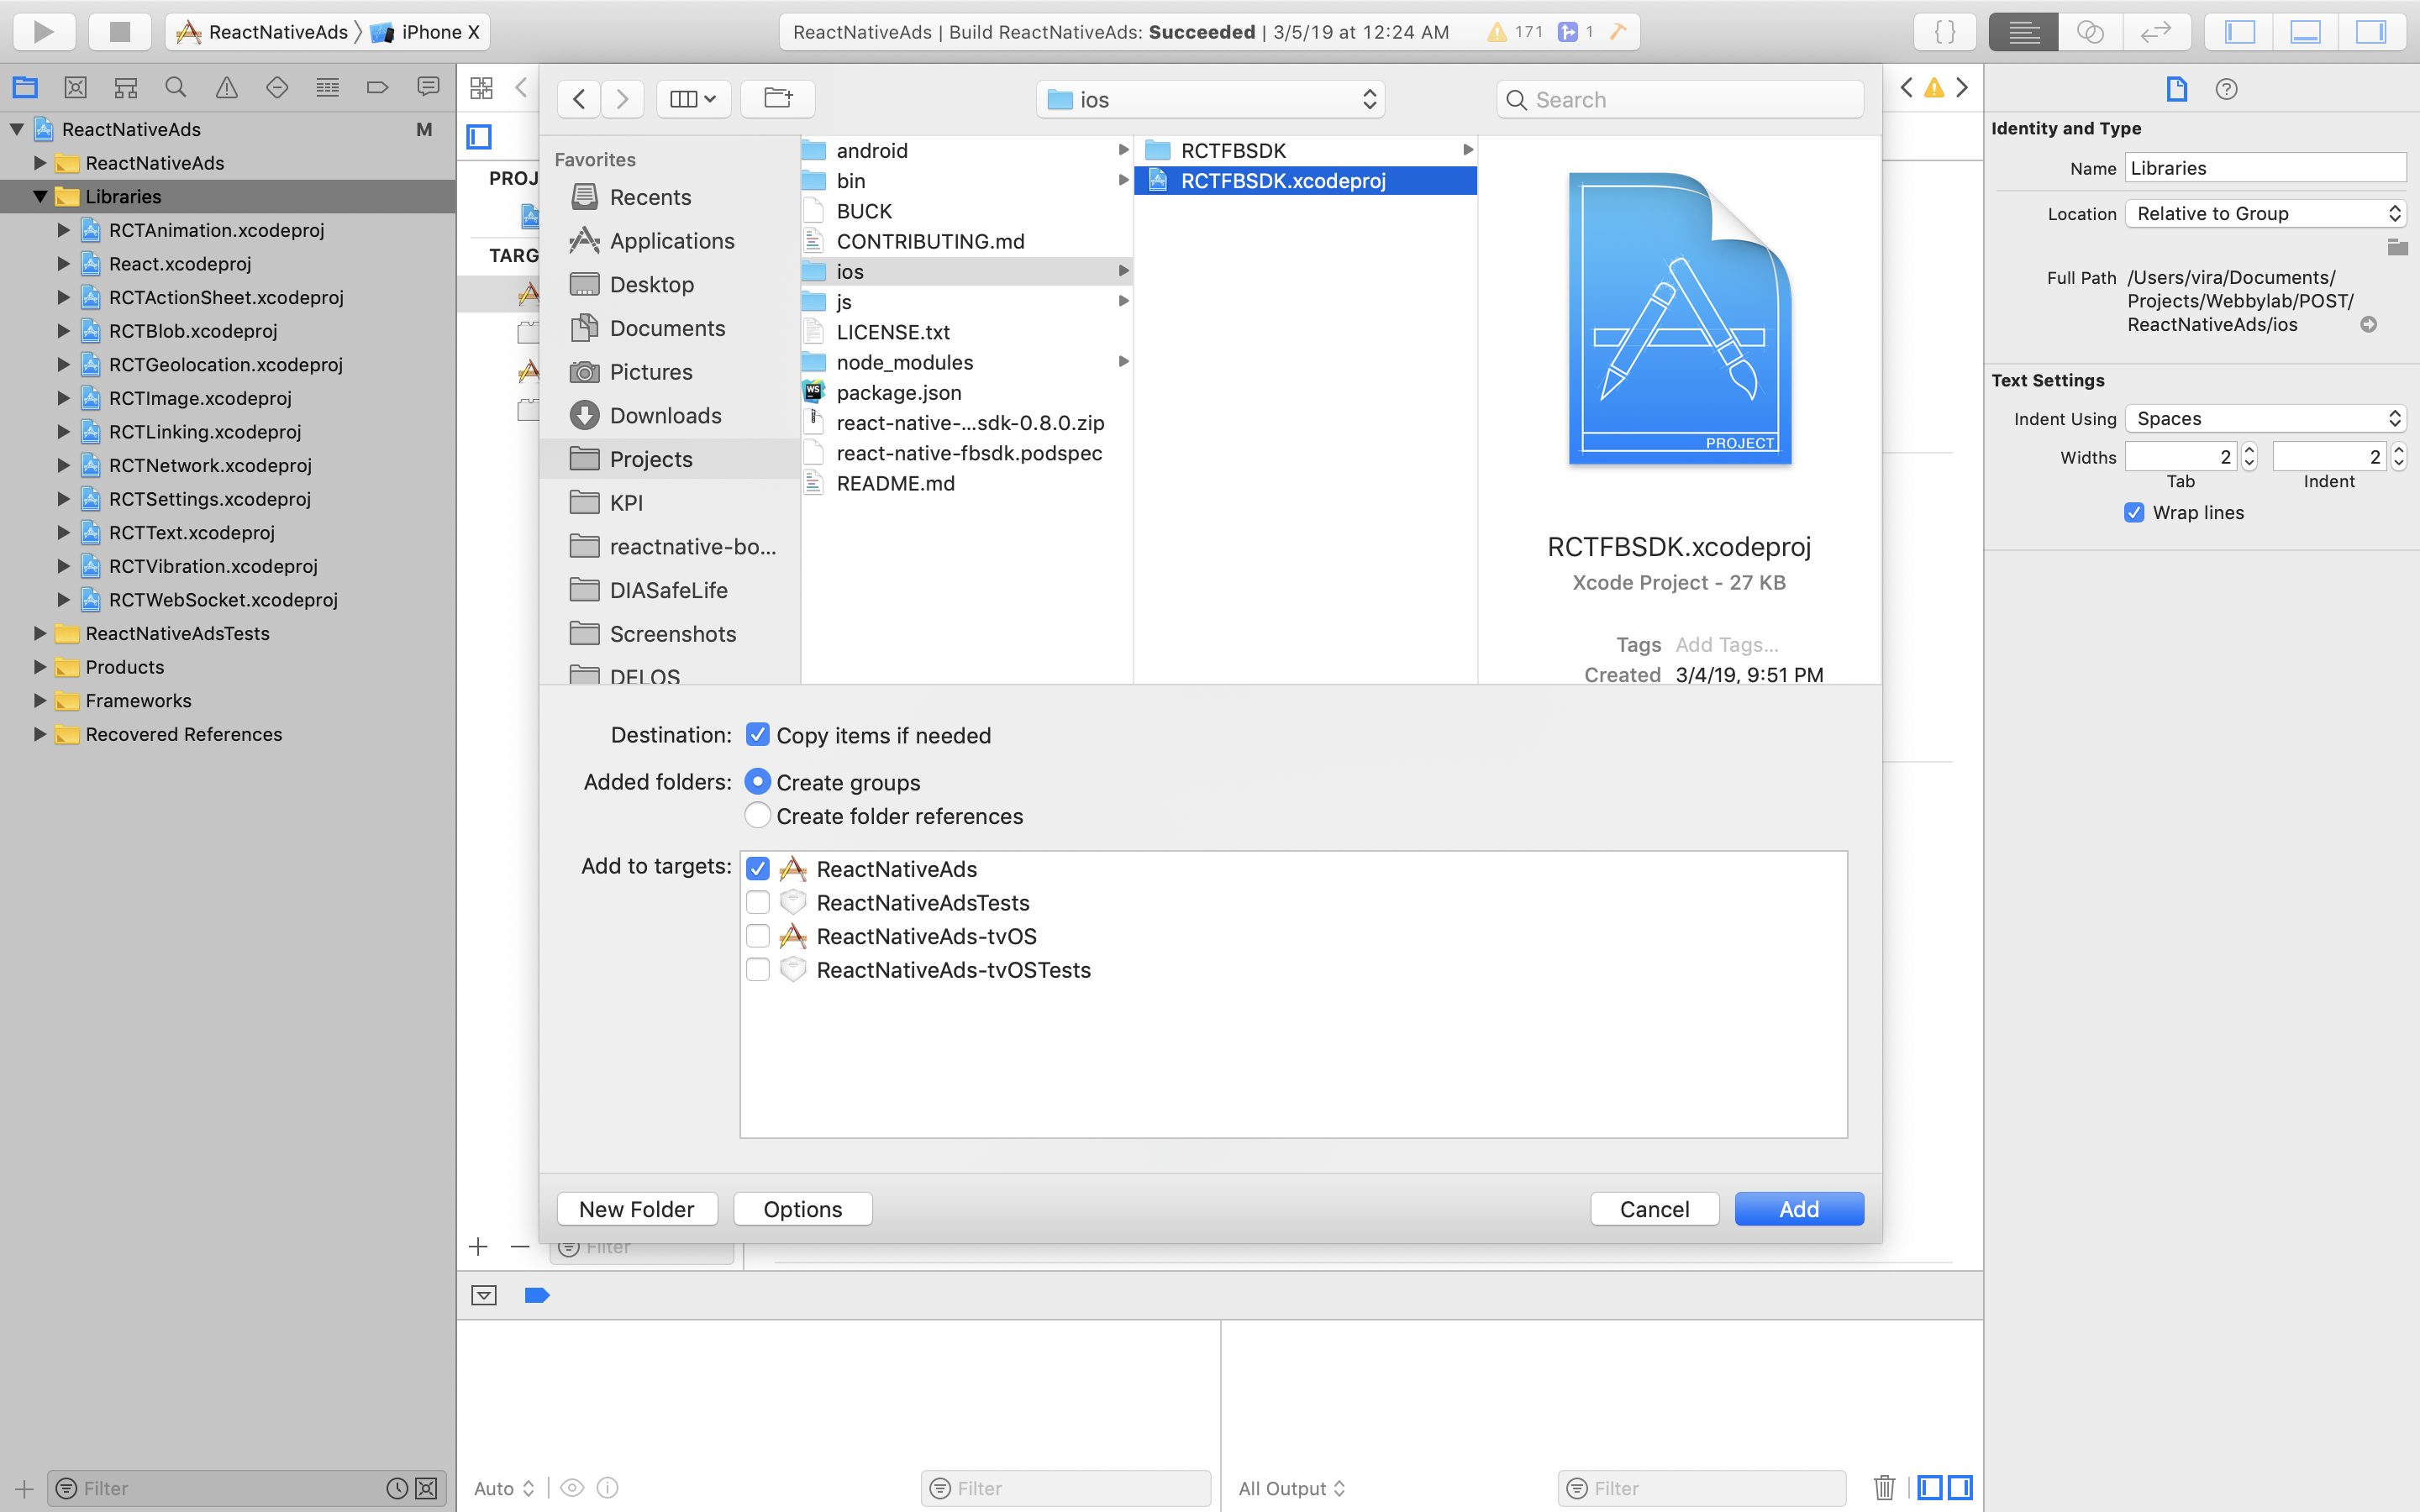 ReactNativeAds
iPhone X
ReactNativeAds | Build ReactNativeAds: Succeeded | 3/5/19 at 12:24 AM
171
1
ReactNativeAds
M
ReactNativeAds
Libraries
RCTAnimation.xcodeproj
React.xcodeproj
RCTActionSheet.xcodeproj
RCTBlob.xcodeproj
RCTGeolocation.xcodeproj
RCTImage.xcodeproj
RCTLinking.xcodeproj
RCTNetwork.xcodeproj
RCTSettings.xcodeproj
RCTText.xcodeproj
RCTVibration.xcodeproj
RCTWebSocket.xcodeproj
ReactNativeAdsTests
Products
Frameworks
Recovered References
Filter
PROJ
TARG
ios
Search
Favorites
Recents
Applications
Desktop
Documents
Pictures
Downloads
Projects
KPI
reactnative-bo...
DIASafeLife
Screenshots
DELOS
android
bin
BUCK
CONTRIBUTING.md
ios
js
LICENSE.txt
node_modules
WS
package.json
react-native-...sdk-0.8.0.zip
react-native-fbsdk.podspec
README.md
RCTFBSDK
RCTFBSDK.xcodeproj
PROJECT
RCTFBSDK.xcodeproj
Xcode Project - 27 KB
Tags Add Tags...
Created 3/4/19, 9:51 PM
Destination: Copy items if needed
Added folders: Create groups
Create folder references
Add to targets: ReactNativeAds
ReactNativeAdsTests
ReactNativeAds-tvOS
ReactNativeAds-tvOSTests
New Folder
Options
Cancel
Add
Filter
Auto
Filter
All Output
Filter
Identity and Type
Name Libraries
Location Relative to Group
Full Path /Users/vira/Documents/
Projects/Webbylab/POST/
ReactNativeAds/ios
Text Settings
Indent Using Spaces
Widths 2 2
Tab Indent
Wrap lines